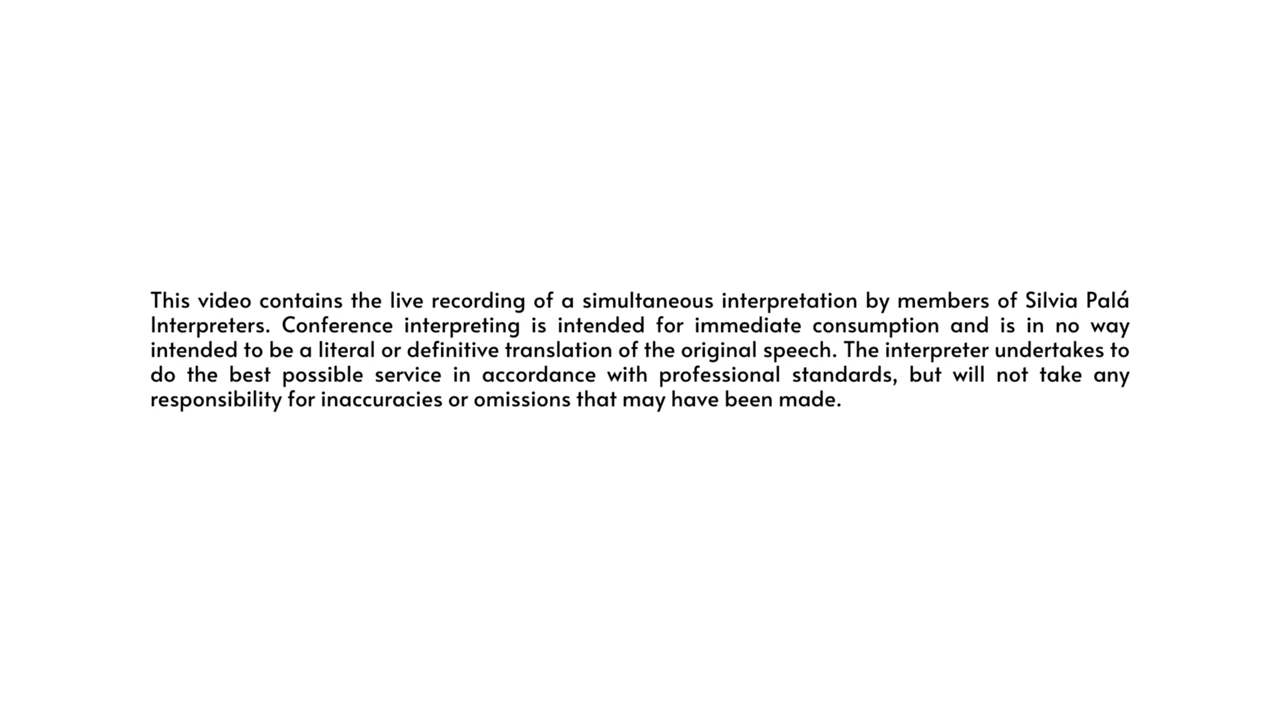 This video contains the live recording of a simultaneous interpretation by members of Silvia Palá
Interpreters. Conference interpreting is intended for immediate consumption and is in no way
intended to be a literal or definitive translation of the original speech. The interpreter undertakes to
do the best possible service in accordance with professional standards, but will not take any
responsibility for inaccuracies or omissions that may have been made.